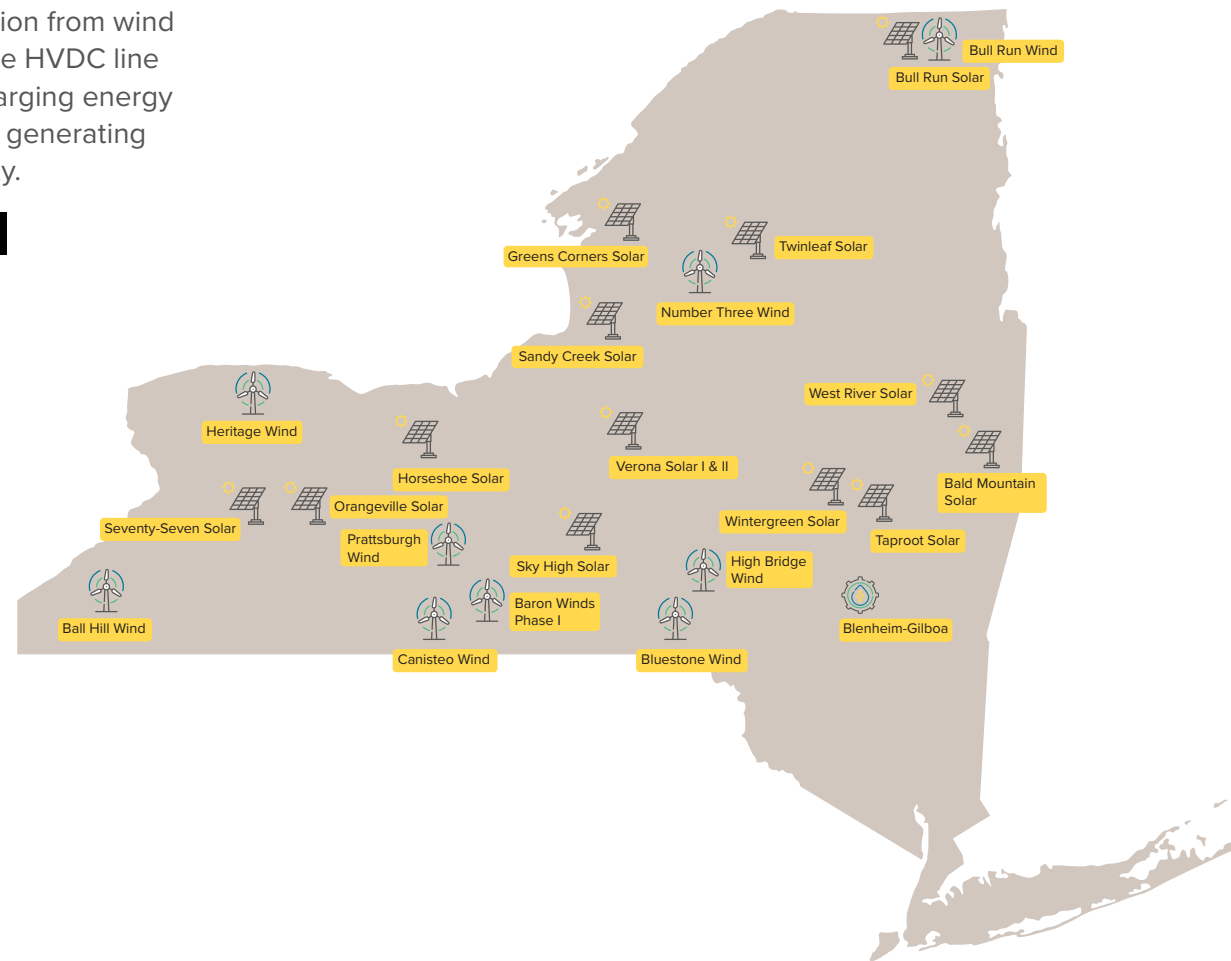 ion from wind
e HVDC line
arging energy
generating
y.
Bull Run Wind
Bull Run Solar
Twinleaf Solar
Greens Corners Solar
Number Three Wind
Sandy Creek Solar
West River Solar
Heritage Wind
Verona Solar I & II
Horseshoe Solar
Bald Mountain
Solar
Orangeville Solar
Wintergreen Solar
Seventy-Seven Solar
Taproot Solar
Prattsburgh
Wind
Sky High Solar
High Bridge
Wind
Baron Winds
Phase I
Ball Hill Wind
Blenheim-Gilboa
Canisteo Wind
Bluestone Wind